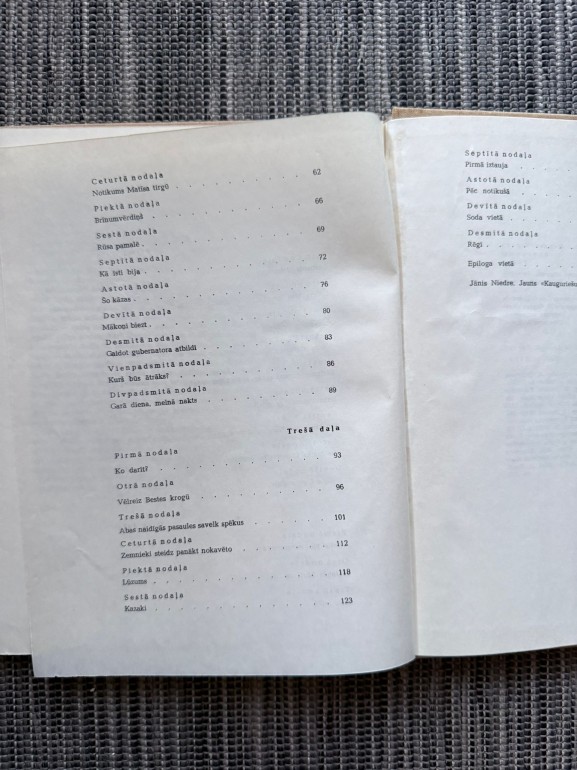 Ceturtā nodaļa
Notikums Matīsa tirgū 62
Piektā nodaļa
Brīnumvērdiņš 66
Sestā nodaļa
Rūsa pamalē 69
Septītā nodaļa
Kā īsti bija 72
Astotā nodaļa
Šo kāzas 76
Devītā nodaļa
Mākoņi biezē 80
Desmitā nodaļa
Gaidot gubernatora atbildi 83
Vienpadsmitā nodaļa
Kurš būs ātrāks? 86
Divpadsmitā nodaļa
Garā diena, melnā nakts 89
Trešā daļa
Pirmā nodaļa
Ko darīt? 93
Otrā nodaļa
Vēlreiz Bestes krogū 96
Trešā nodaļa
Abas naidīgās pasaules savelk spēkus 101
Ceturtā nodaļa
Zemnieki steidz panākt nokavēto 112
Piektā nodaļa
Lūzums 118
Sestā nodaļa
Kazaki 123
Septītā nodaļa
Pirmā izlauja
Astotā nodaļa
Pēc notikušā
Devītā nodaļa
Soda vietā
Desmitā nodaļa
Rēgi
Epiloga vietā
Jānis Niedre. Jauns